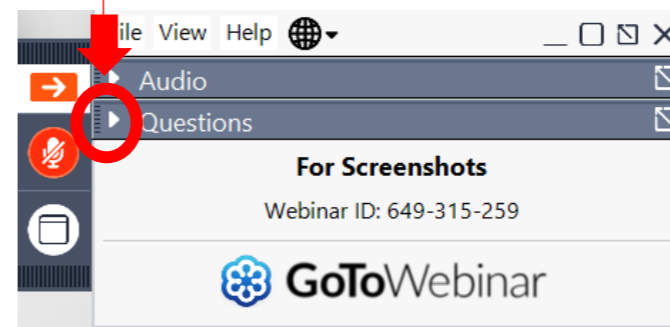 ile View Help
Audio
Questions
For Screenshots
Webinar ID: 649-315-259
GoToWebinar